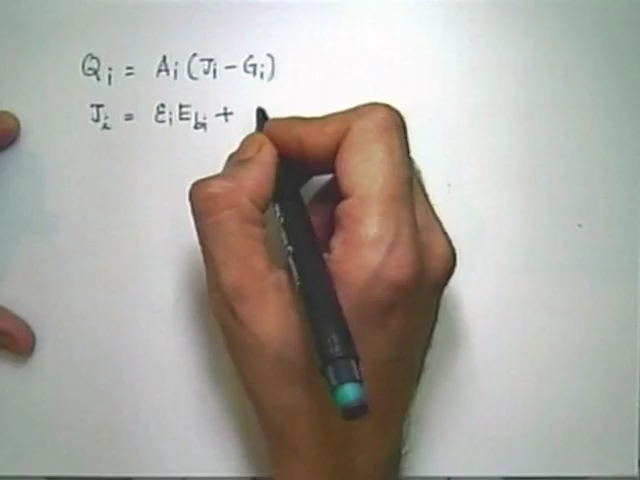 Qi = Ai (Ji - Gi)
Ji = εi Ebi +